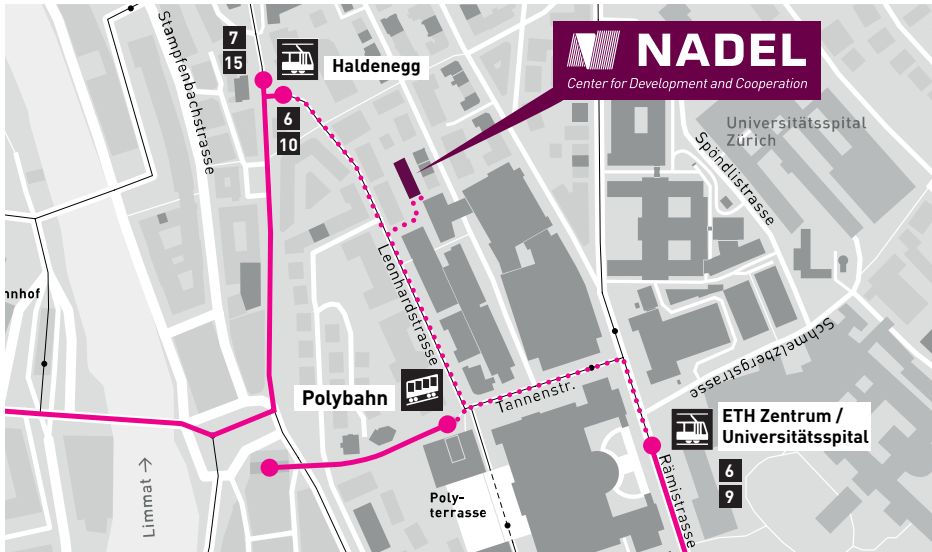 Stampfenbachstrasse
7
15
Haldenegg
6
10
NADEL
Center for Development and Cooperation
Universitätsspital
Zürich
Spöndlistrasse
nnhof
Leonhardstrasse
Schmelzbergstrasse
Polybahn
Tannenstr.
ETH Zentrum /
Universitätsspital
6
9
Rämistrasse
Limmat →
Poly-
terrasse